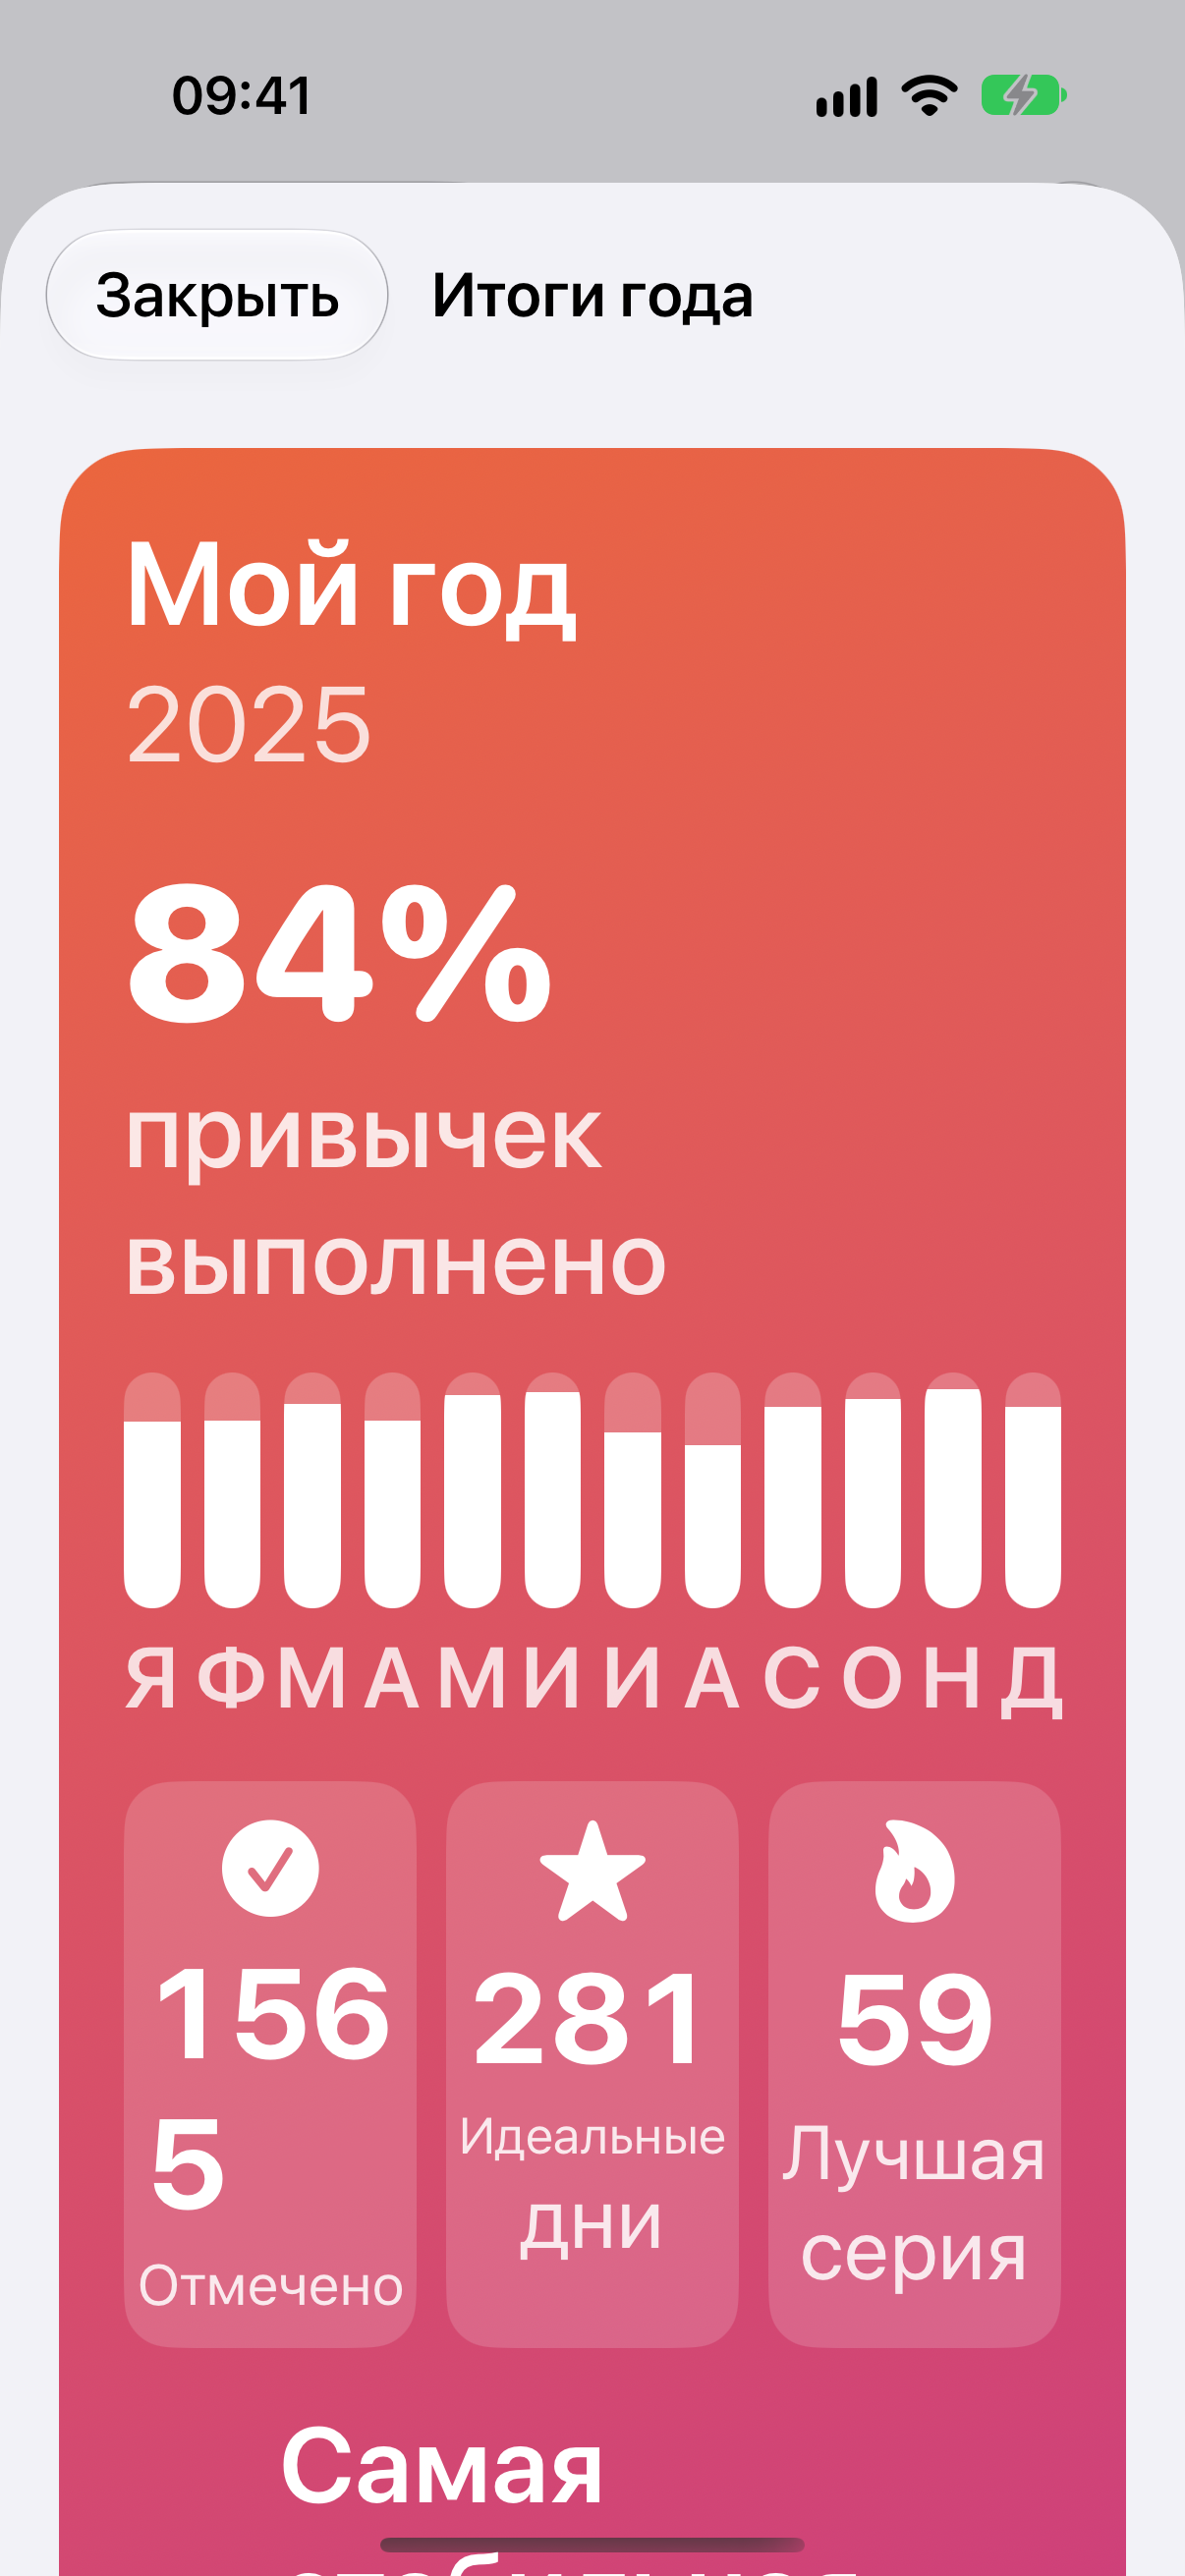 09:41
Закрыть
Итоги года
Мой год
2025
84%
привычек
выполнено
Я Ф М А М И И А С О Н Д
156
5
Отмечено
281
Идеальные
дни
59
Лучшая
серия
Самая